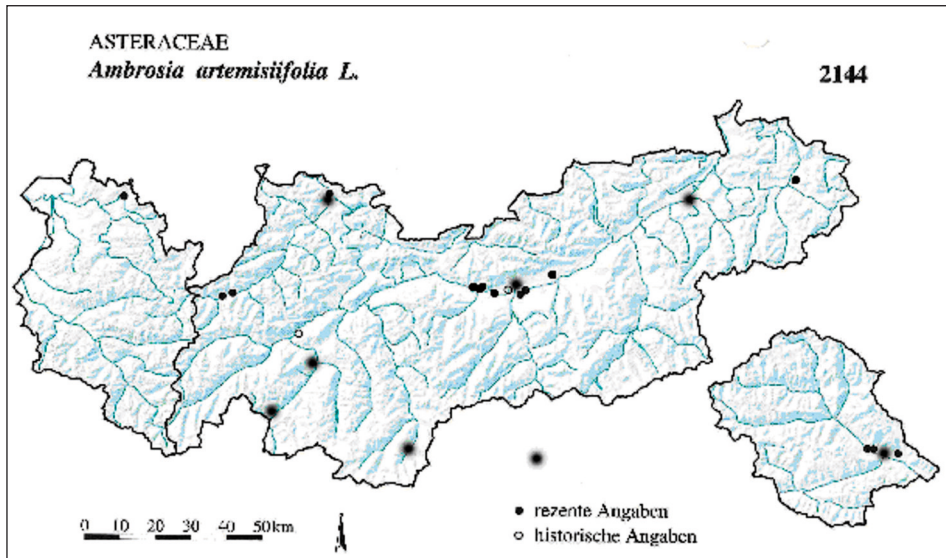 ASTERACEAE
Ambrosia artemisiifolia L.
2144
rezente Angaben
historische Angaben
0 10 20 30 40 50km